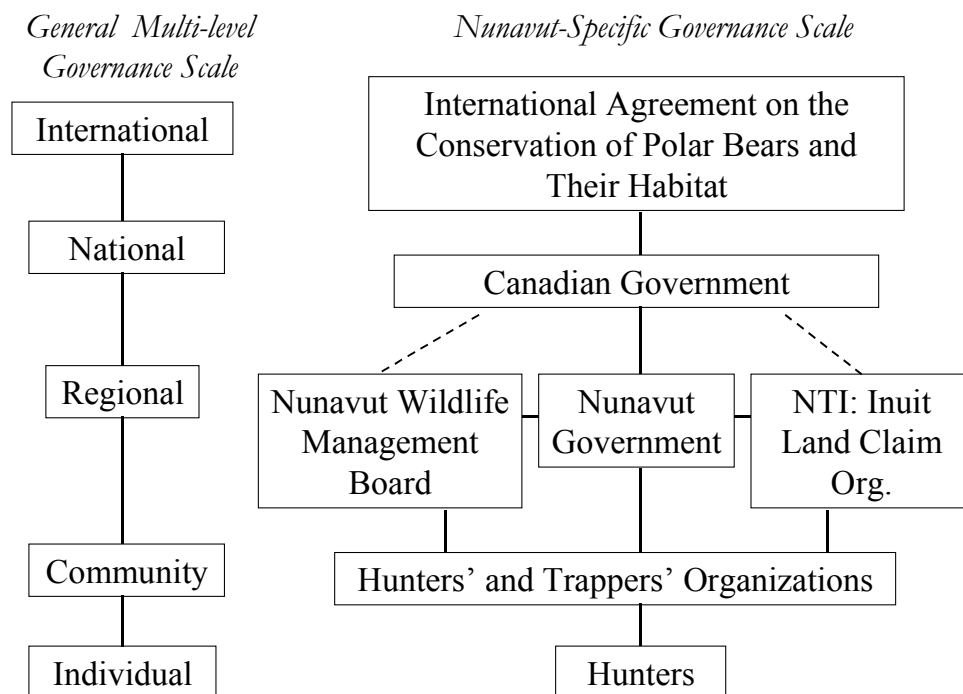 General Multi-level
Governance Scale
Nunavut-Specific Governance Scale
International
National
Regional
Community
Individual
International Agreement on the
Conservation of Polar Bears and
Their Habitat
Canadian Government
Nunavut Wildlife
Management
Board
Nunavut
Government
NTI: Inuit
Land Claim
Org.
Hunters’ and Trappers’ Organizations
Hunters